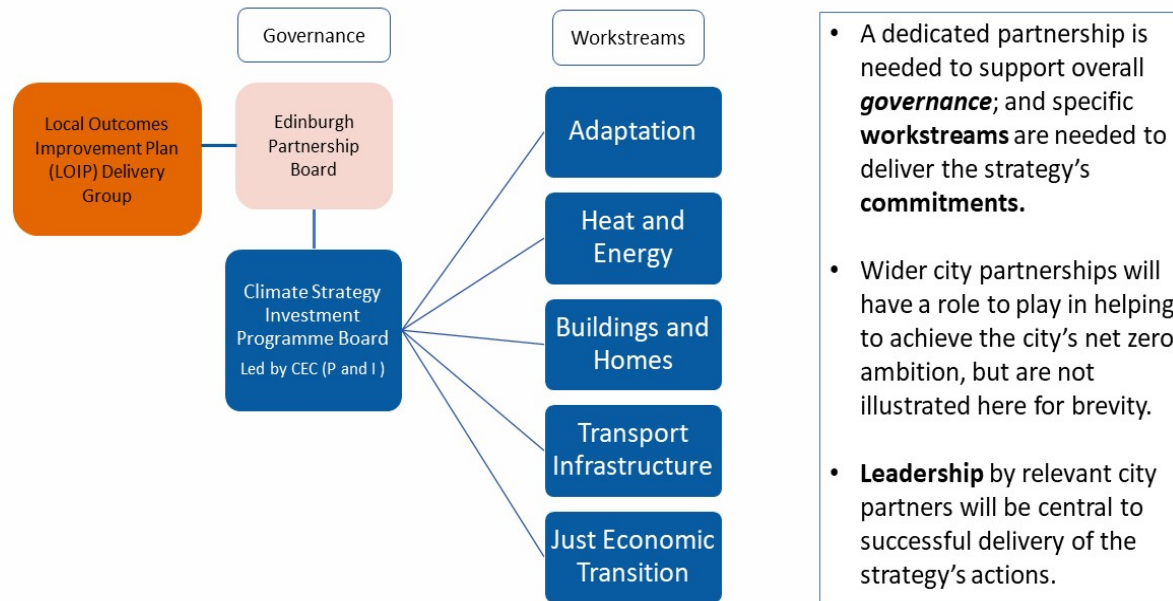 Governance
Workstreams
Local Outcomes
Improvement Plan
(LOIP) Delivery
Group
Edinburgh
Partnership
Board
Climate Strategy
Investment
Programme Board
Led by CEC (P and I )
Adaptation
Heat and
Energy
Buildings and
Homes
Transport
Infrastructure
Just Economic
Transition
• A dedicated partnership is
needed to support overall
governance; and specific
workstreams are needed to
deliver the strategy’s
commitments.
• Wider city partnerships will
have a role to play in helping
to achieve the city’s net zero
ambition, but are not
illustrated here for brevity.
• Leadership by relevant city
partners will be central to
successful delivery of the
strategy’s actions.